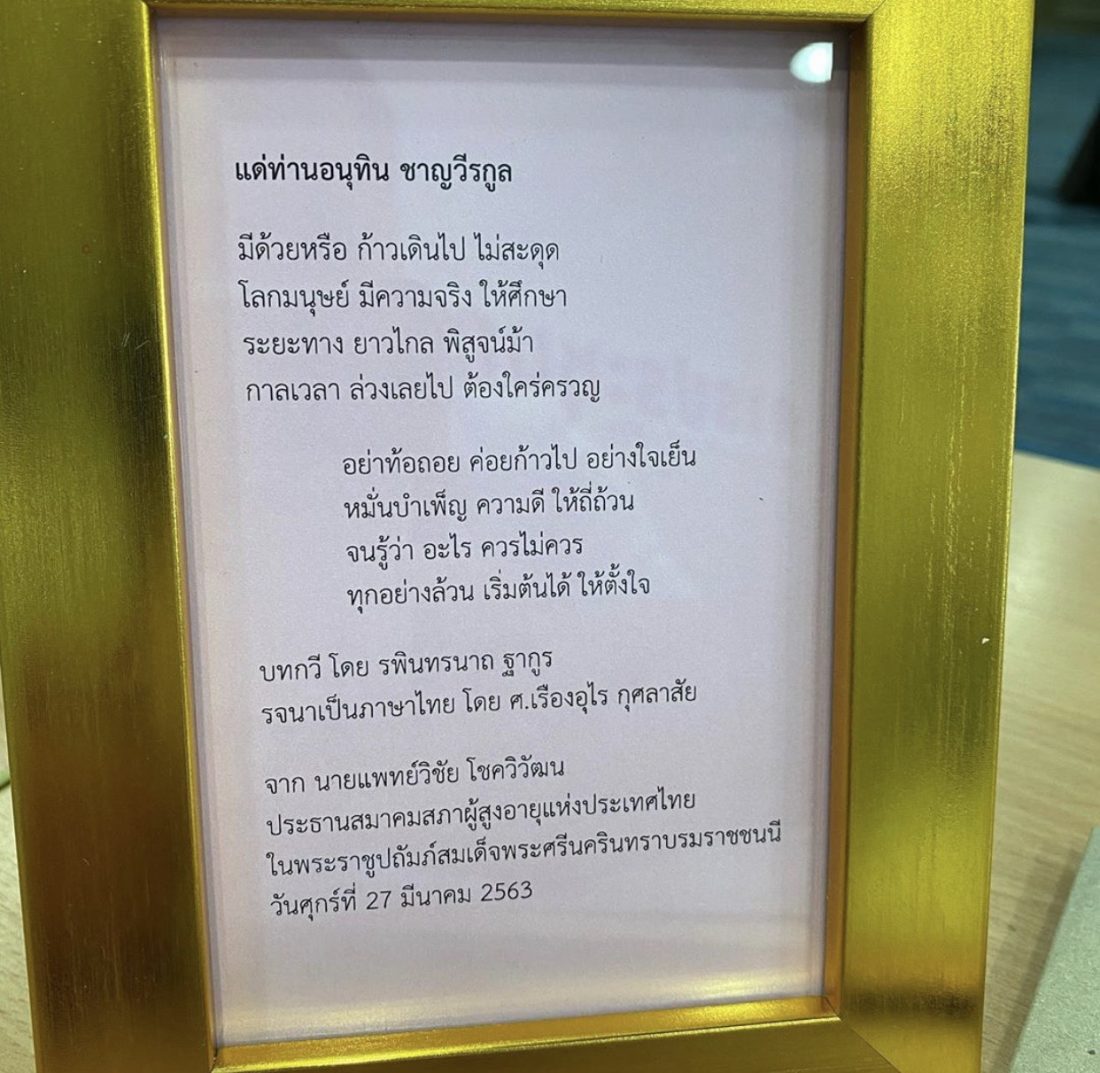 แด่ท่านอนุทิน ชาญวีรกูล
มีด้วยหรือ ก้าวเดินไป ไม่สะดุด
โลกมนุษย์ มีความจริง ให้ศึกษา
ระยะทาง ยาวไกล พิสูจน์ม้า
กาลเวลา ล่วงเลยไป ต้องใคร่ครวญ
อย่าท้อถอย ค่อยก้าวไป อย่างใจเย็น
หมั่นบำเพ็ญ ความดี ให้ถี่ถ้วน
จนรู้ว่า อะไร ควรไม่ควร
ทุกอย่างล้วน เริ่มต้นได้ ให้ตั้งใจ
บทกวี โดย รพินทรนาถ ฐากูร
รจนาเป็นภาษาไทย โดย ศ.เรืองอุไร กุศลาสัย
จาก นายแพทย์วิชัย โชควิวัฒน
ประธานสมาคมสภาผู้สูงอายุแห่งประเทศไทย
ในพระราชูปถัมภ์สมเด็จพระศรีนครินทราบรมราชชนนี
วันศุกร์ที่ 27 มีนาคม 2563